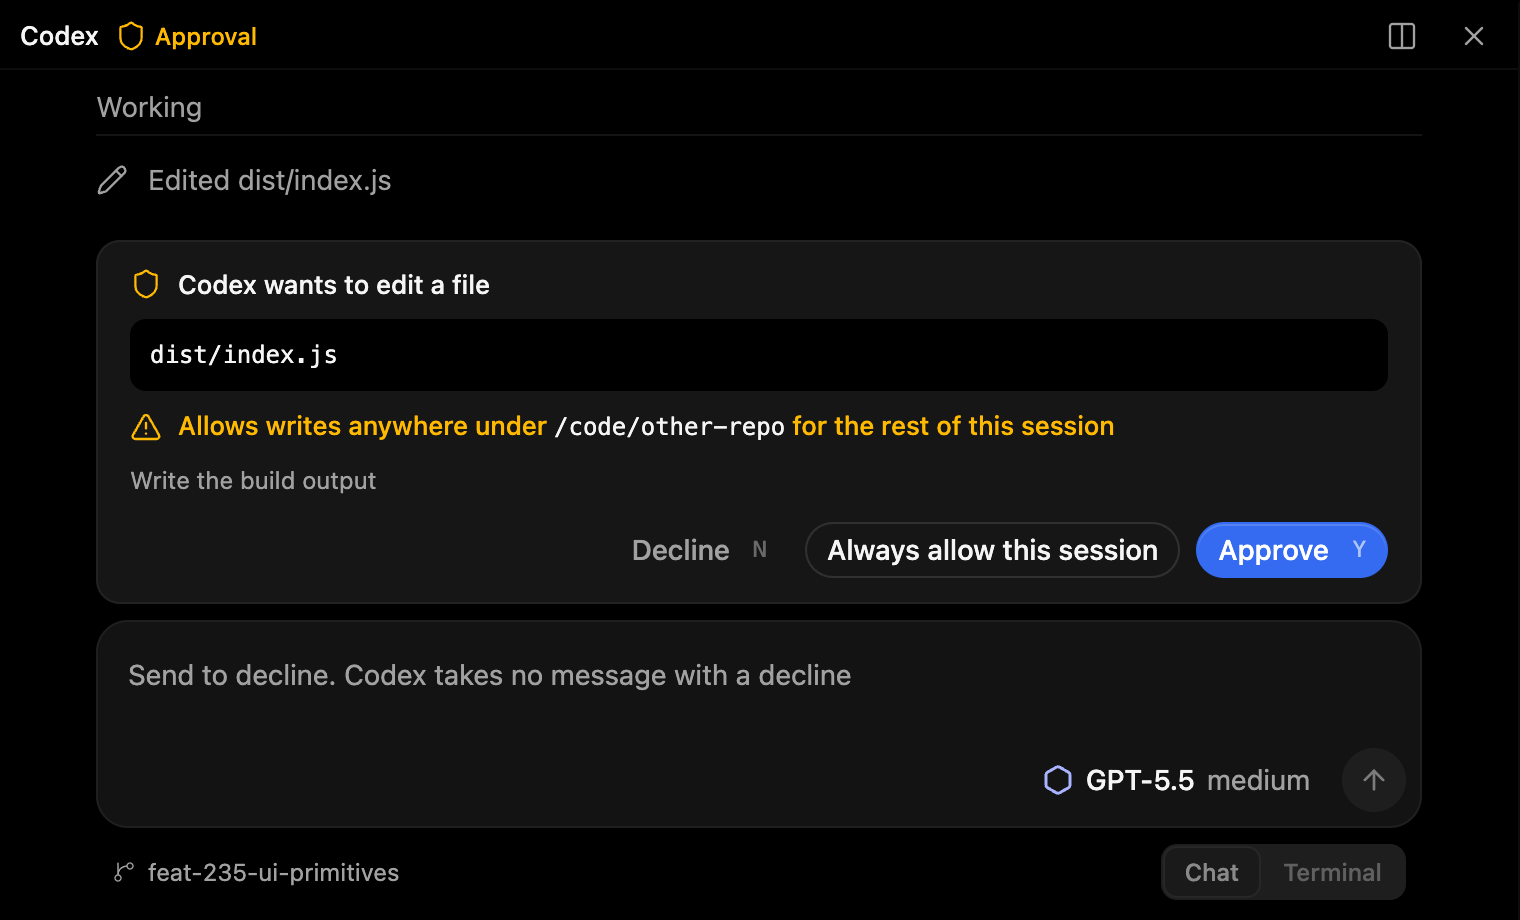 Codex Approval
Working
Edited dist/index.js
Codex wants to edit a file
dist/index.js
Allows writes anywhere under /code/other-repo for the rest of this session
Write the build output
Decline N Always allow this session Approve Y
Send to decline. Codex takes no message with a decline
GPT-5.5 medium
feat-235-ui-primitives Chat Terminal